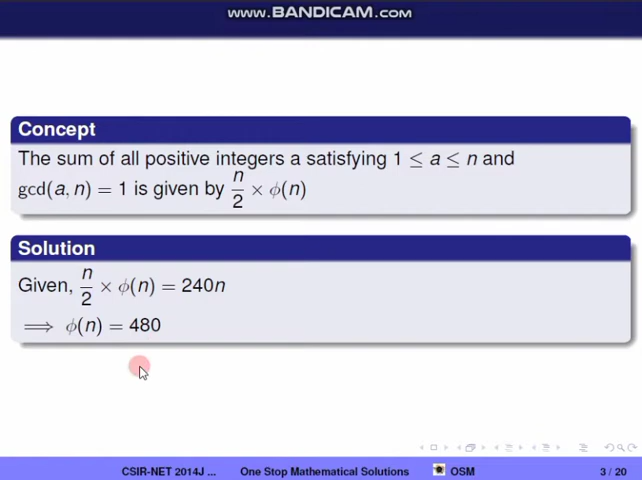 www.BANDICAM.com
Concept
The sum of all positive integers a satisfying 1 ≤ a ≤ n and
gcd(a, n) = 1 is given by n/2 × ϕ(n)
Solution
Given, n/2 × ϕ(n) = 240n
⟹ ϕ(n) = 480
CSIR-NET 2014J ... One Stop Mathematical Solutions OSM 3 / 20